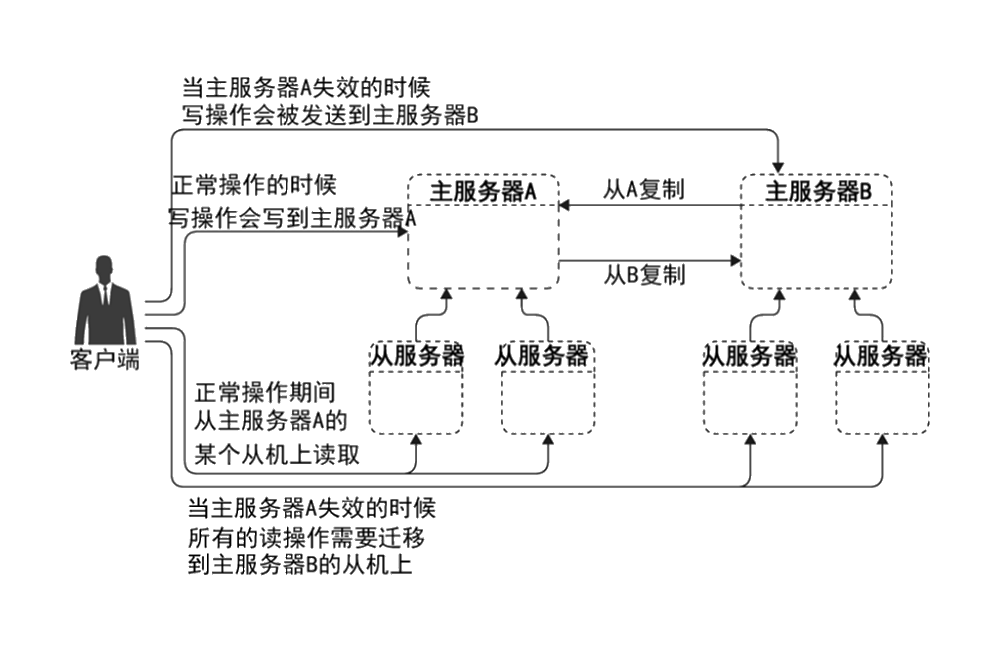 当主服务器A失效的时候
写操作会被发送到主服务器B
正常操作的时候
写操作会写到主服务器A
主服务器A
从A复制
主服务器B
从B复制
客户端
从服务器
从服务器
从服务器
从服务器
正常操作期间
从主服务器A的
某个从机上读取
当主服务器A失效的时候
所有的读操作需要迁移
到主服务器B的从机上